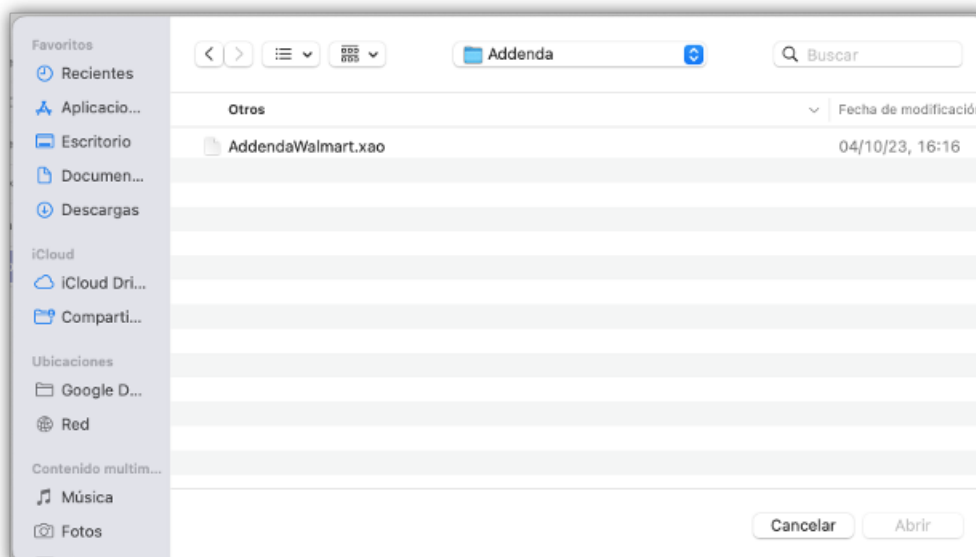 Favoritos
Recientes
Aplicacio...
Escritorio
Documen...
Descargas
iCloud
iCloud Dri...
Comparti...
Ubicaciones
Google D...
Red
Contenido multim...
Música
Fotos
Addenda
Buscar
Otros Fecha de modificació
AddendaWalmart.xao 04/10/23, 16:16
Cancelar Abrir